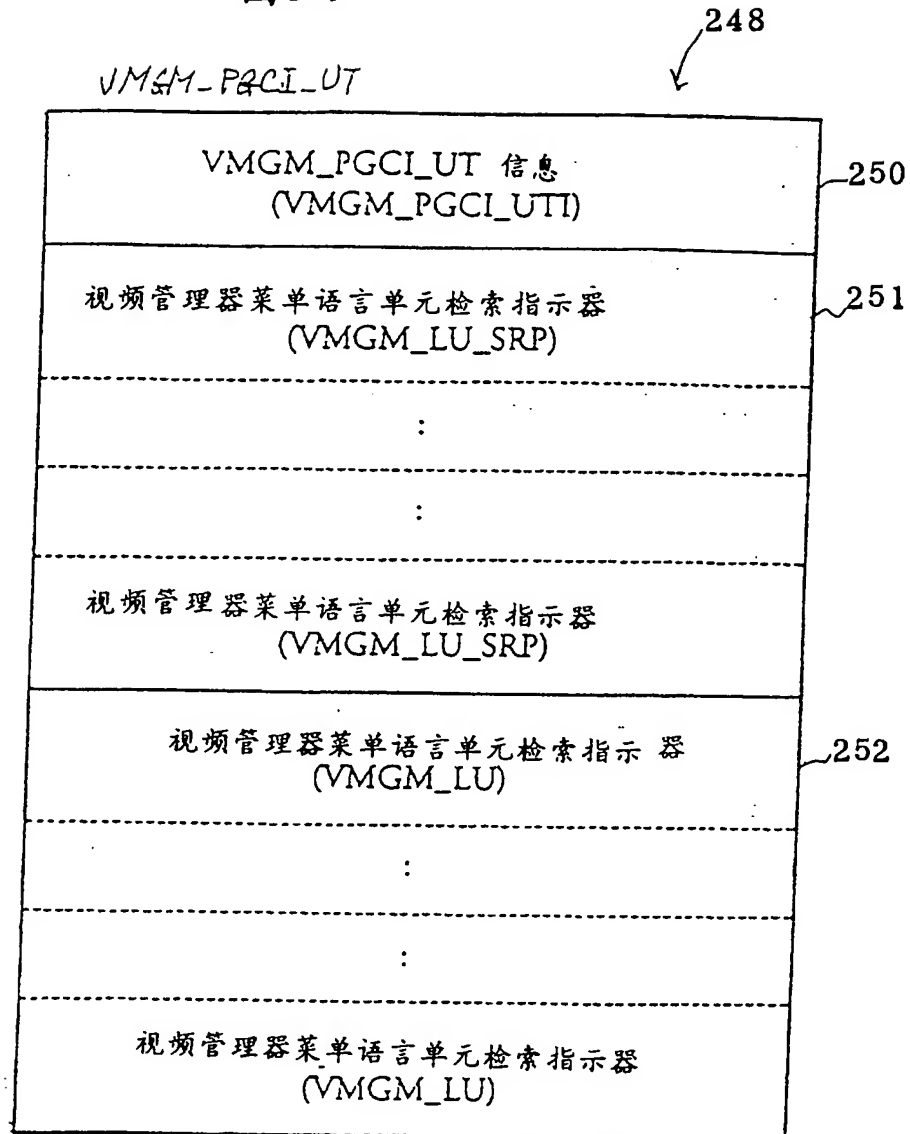 248
VMGM_PGCI_UT
VMGM_PGCI_UT 信息
(VMGM_PGCI_UTI)
250
视频管理器菜单语言单元检索指示器
(VMGM_LU_SRP)
251
:
:
视频管理器菜单语言单元检索指示器
(VMGM_LU_SRP)
视频管理器菜单语言单元检索指示 器
(VMGM_LU)
252
:
:
视频管理器菜单语言单元检索指示器
(VMGM_LU)